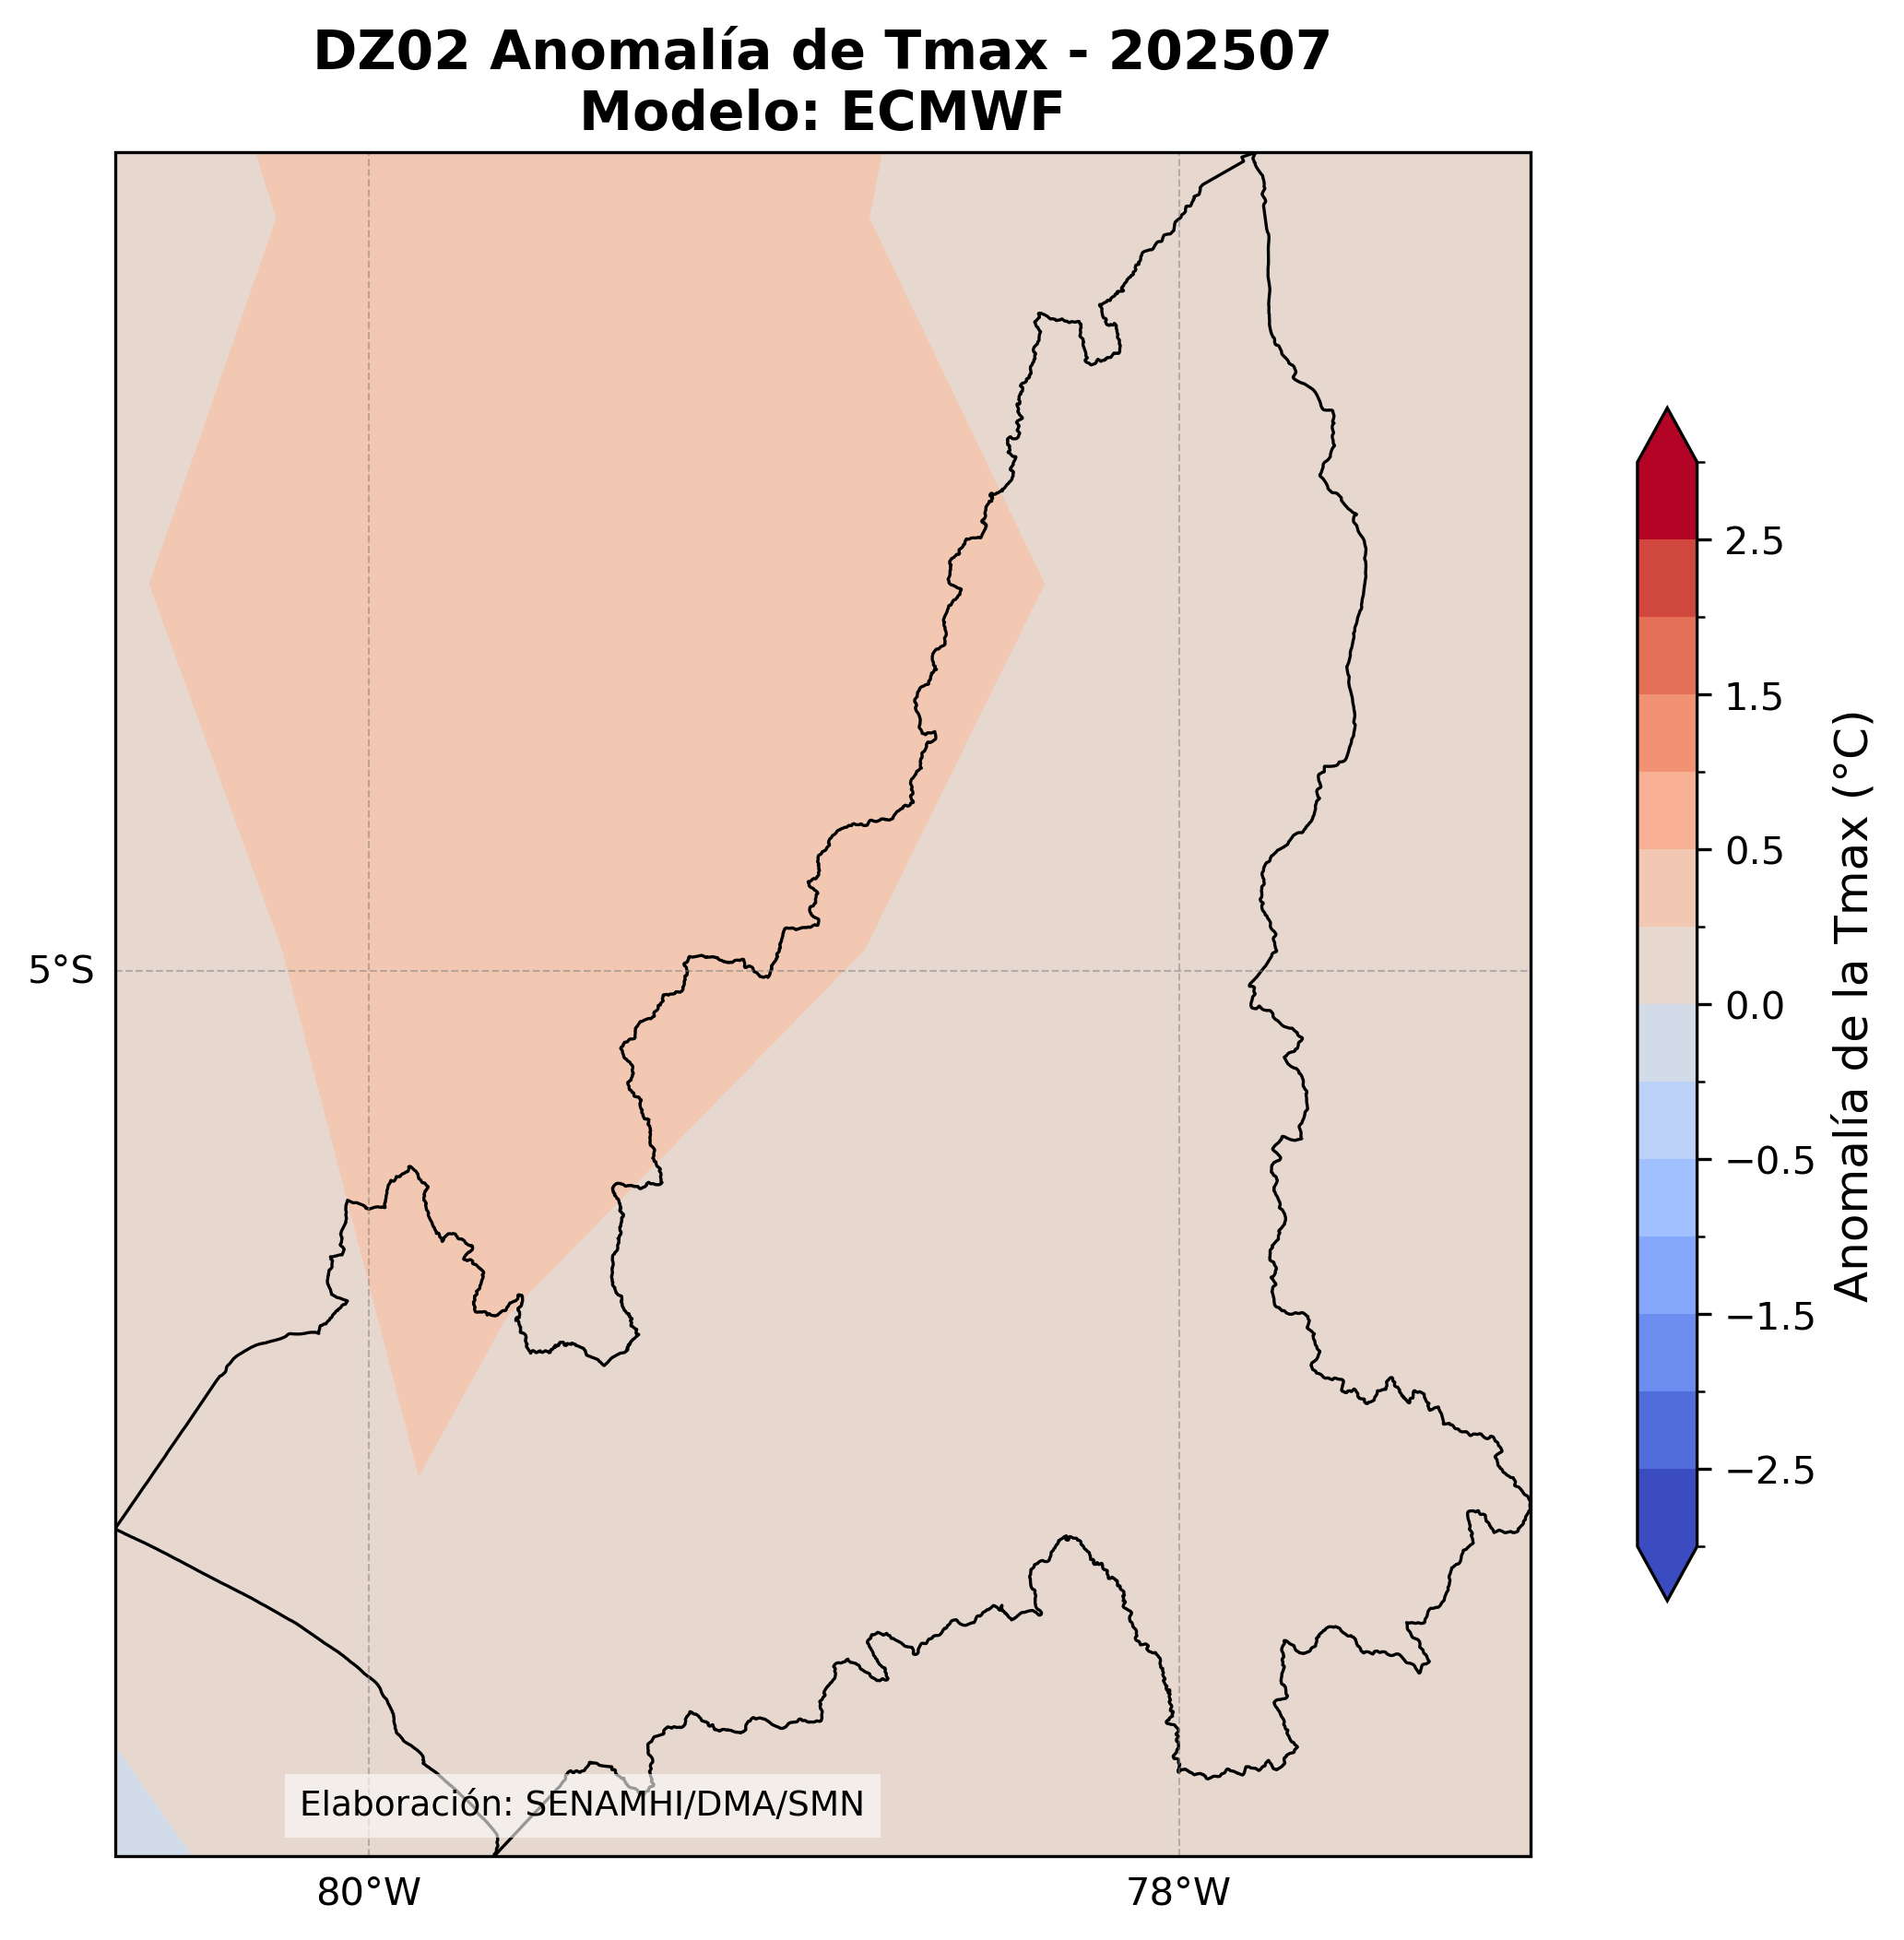 DZ02 Anomalía de Tmax - 202507
Modelo: ECMWF
5°S
80°W
78°W
Elaboración: SENAMHI/DMA/SMN
2.5
1.5
0.5
0.0
−0.5
−1.5
−2.5
Anomalía de la Tmax (°C)